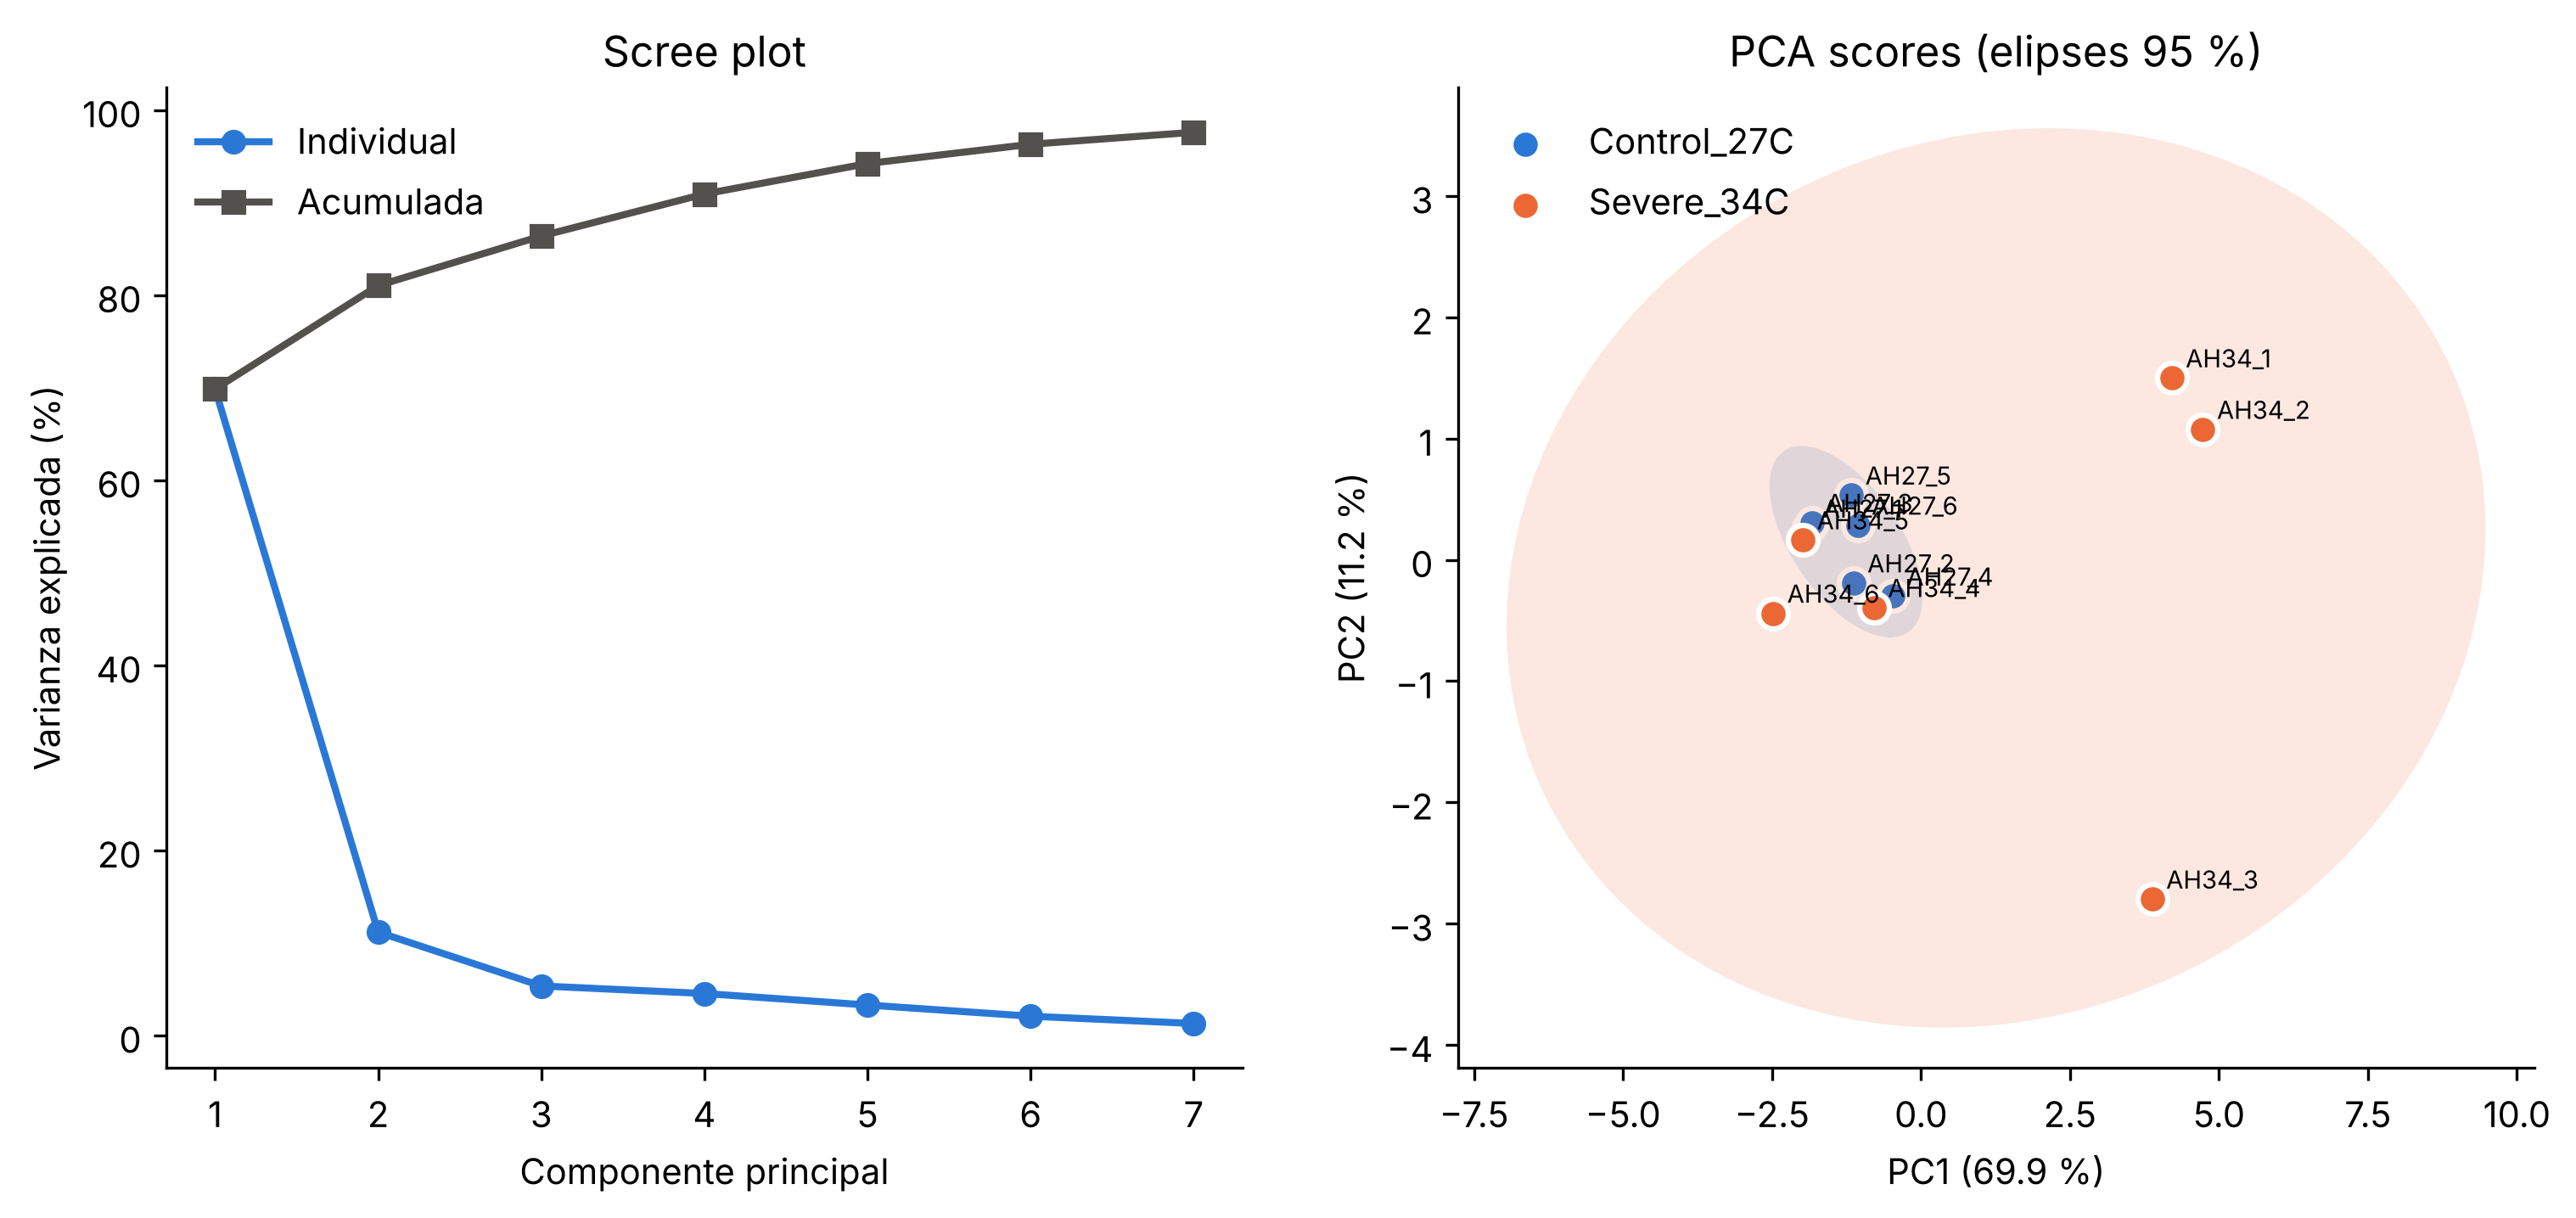 Scree plot
Individual
Acumulada
100
80
60
40
20
0
Varianza explicada (%)
1 2 3 4 5 6 7
Componente principal
PCA scores (elipses 95 %)
Control_27C
Severe_34C
3
2
1
0
−1
−2
−3
−4
PC2 (11.2 %)
AH34_1
AH34_2
AH27_5
AH27_3
AH27_6
AH34_5
AH27_2
AH27_4
AH34_4
AH34_6
AH34_3
−7.5 −5.0 −2.5 0.0 2.5 5.0 7.5 10.0
PC1 (69.9 %)